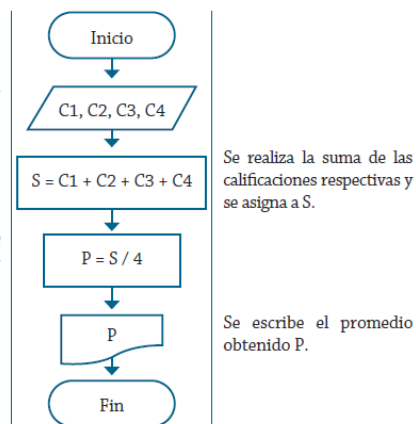 Inicio
C1, C2, C3, C4
S = C1 + C2 + C3 + C4
Se realiza la suma de las
calificaciones respectivas y
se asigna a S.
P = S / 4
P
Se escribe el promedio
obtenido P.
Fin